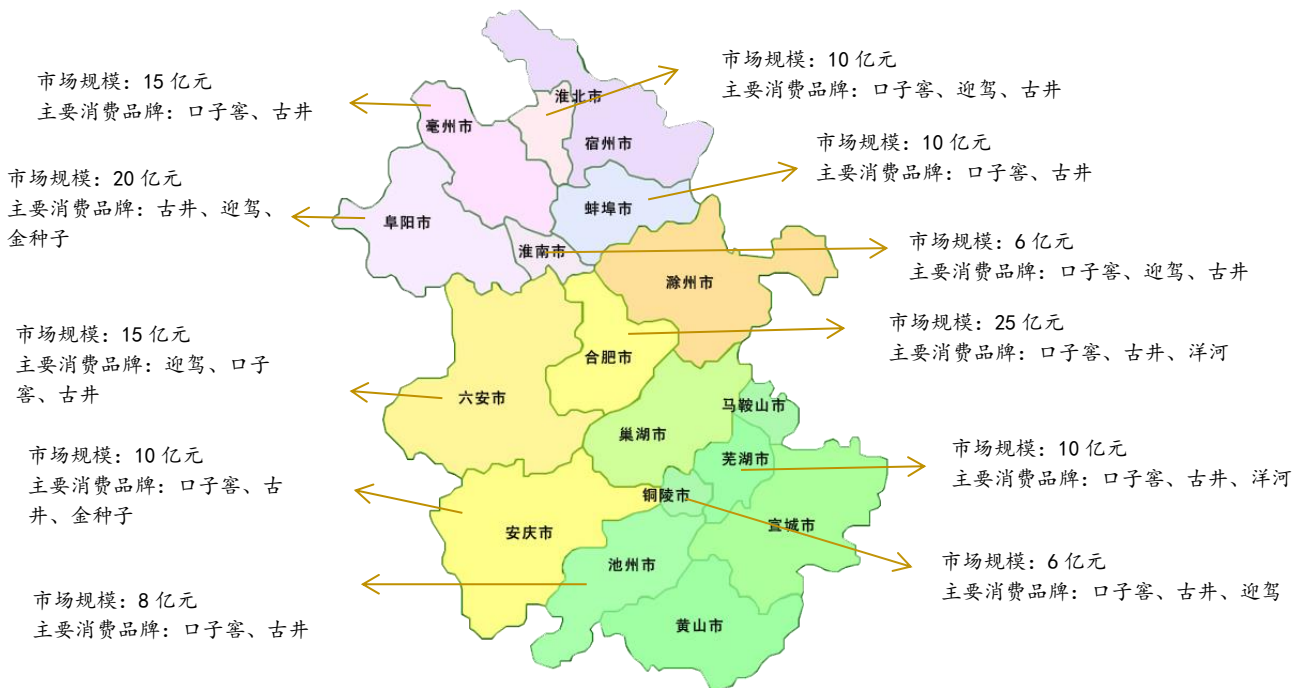 市场规模：15 亿元
主要消费品牌：口子窖、古井
市场规模：10 亿元
主要消费品牌：口子窖、迎驾、古井
淮北市
亳州市
宿州市
市场规模：10 亿元
主要消费品牌：口子窖、古井
市场规模：20 亿元
主要消费品牌：古井、迎驾、
金种子
阜阳市
蚌埠市
淮南市
市场规模：6 亿元
主要消费品牌：口子窖、迎驾、古井
滁州市
市场规模：15 亿元
主要消费品牌：迎驾、口子
窖、古井
合肥市
市场规模：25 亿元
主要消费品牌：口子窖、古井、洋河
六安市
马鞍山市
巢湖市
芜湖市
市场规模：10 亿元
主要消费品牌：口子窖、古井、洋河
市场规模：10 亿元
主要消费品牌：口子窖、古
井、金种子
铜陵市
宣城市
安庆市
池州市
市场规模：6 亿元
主要消费品牌：口子窖、古井、迎驾
市场规模：8 亿元
主要消费品牌：口子窖、古井
黄山市